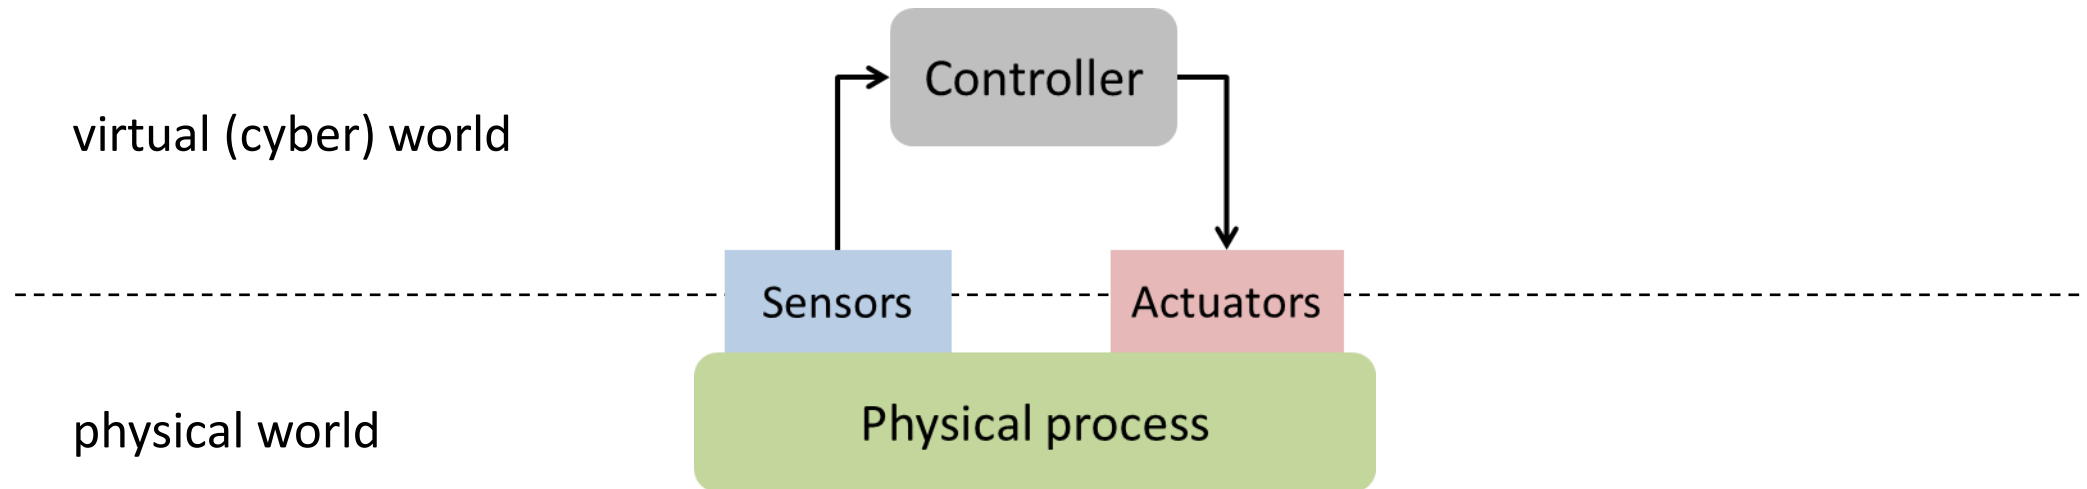 Controller
virtual (cyber) world
Sensors
Actuators
physical world
Physical process